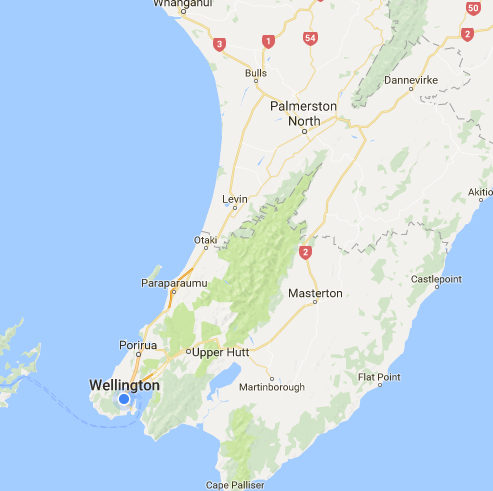 Whanganui
50
3
1
54
2
Bulls
Dannevirke
Palmerston
North
Levin
Akitio
Otaki
2
Castlepoint
Paraparaumu
Masterton
Porirua
Upper Hutt
Wellington
Flat Point
Martinborough
Cape Palliser